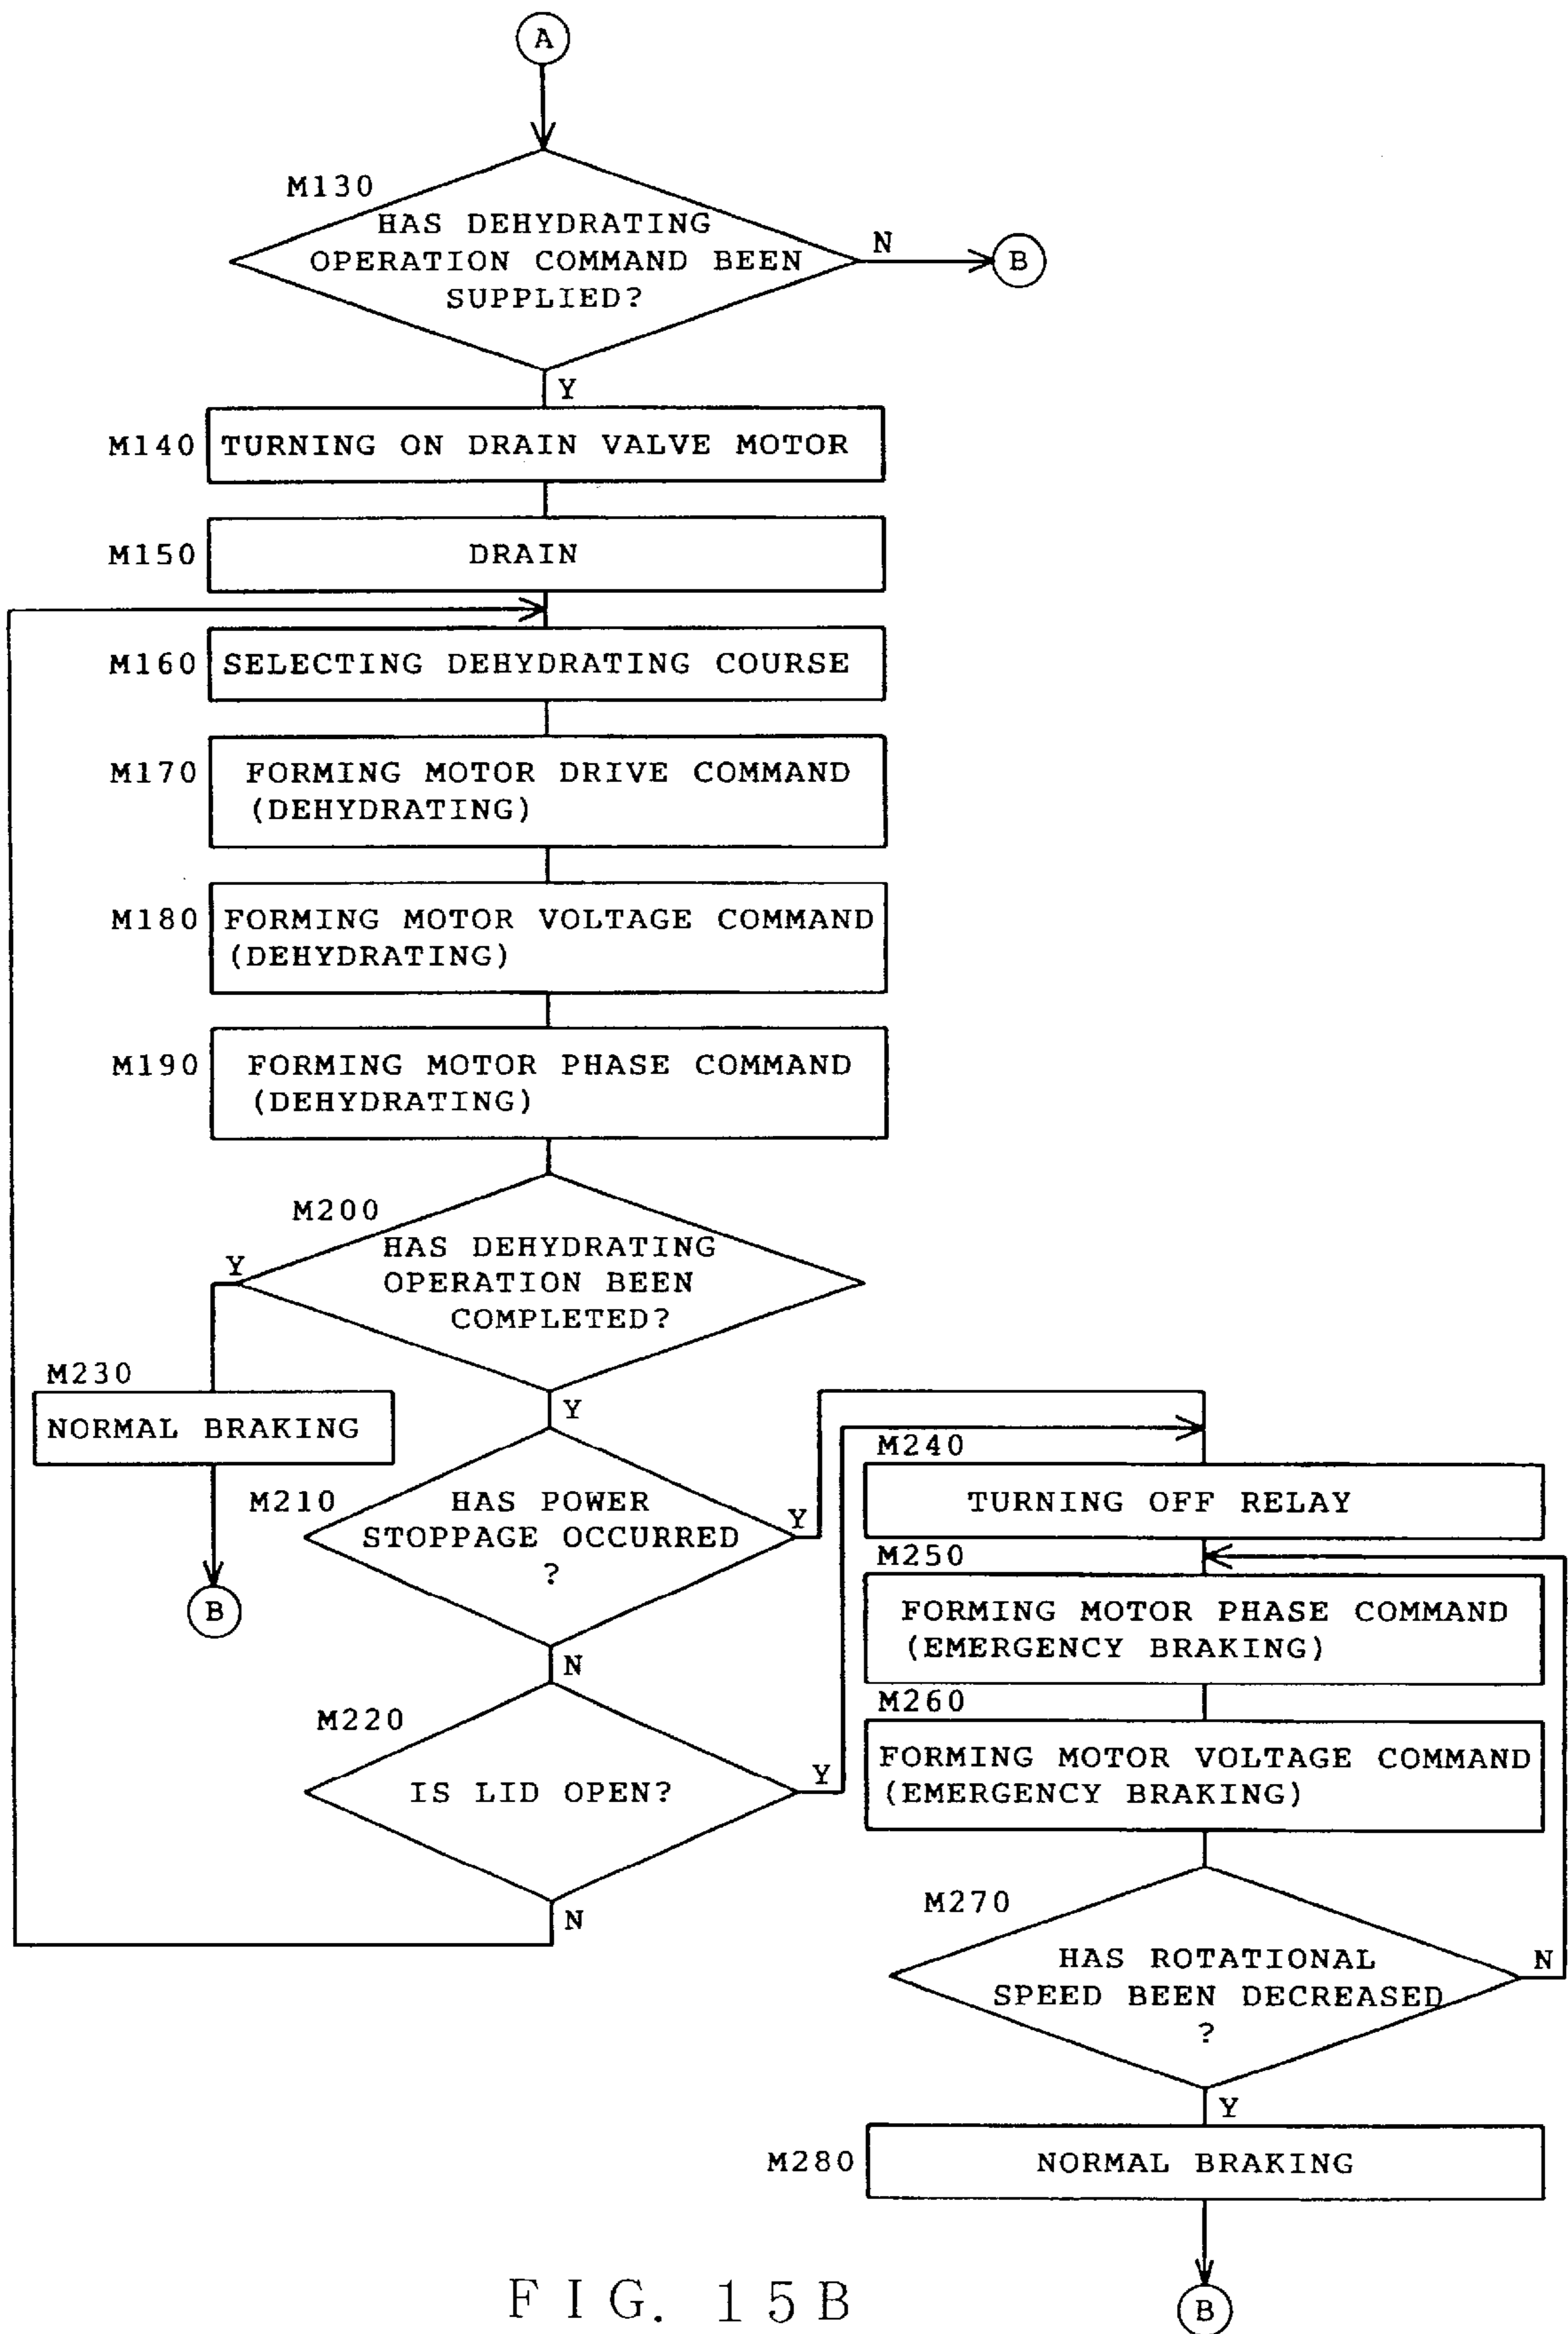 A
M130
HAS DEHYDRATING
OPERATION COMMAND BEEN
SUPPLIED?
N
B
Y
M140
TURNING ON DRAIN VALVE MOTOR
M150
DRAIN
M160
SELECTING DEHYDRATING COURSE
M170
FORMING MOTOR DRIVE COMMAND
(DEHYDRATING)
M180
FORMING MOTOR VOLTAGE COMMAND
(DEHYDRATING)
M190
FORMING MOTOR PHASE COMMAND
(DEHYDRATING)
M200
HAS DEHYDRATING
OPERATION BEEN
COMPLETED?
Y
M230
NORMAL BRAKING
B
Y
M210
HAS POWER
STOPPAGE OCCURRED
?
Y
N
M220
IS LID OPEN?
Y
N
M240
TURNING OFF RELAY
M250
FORMING MOTOR PHASE COMMAND
(EMERGENCY BRAKING)
M260
FORMING MOTOR VOLTAGE COMMAND
(EMERGENCY BRAKING)
M270
HAS ROTATIONAL
SPEED BEEN DECREASED
?
N
Y
M280
NORMAL BRAKING
B
FIG. 15B